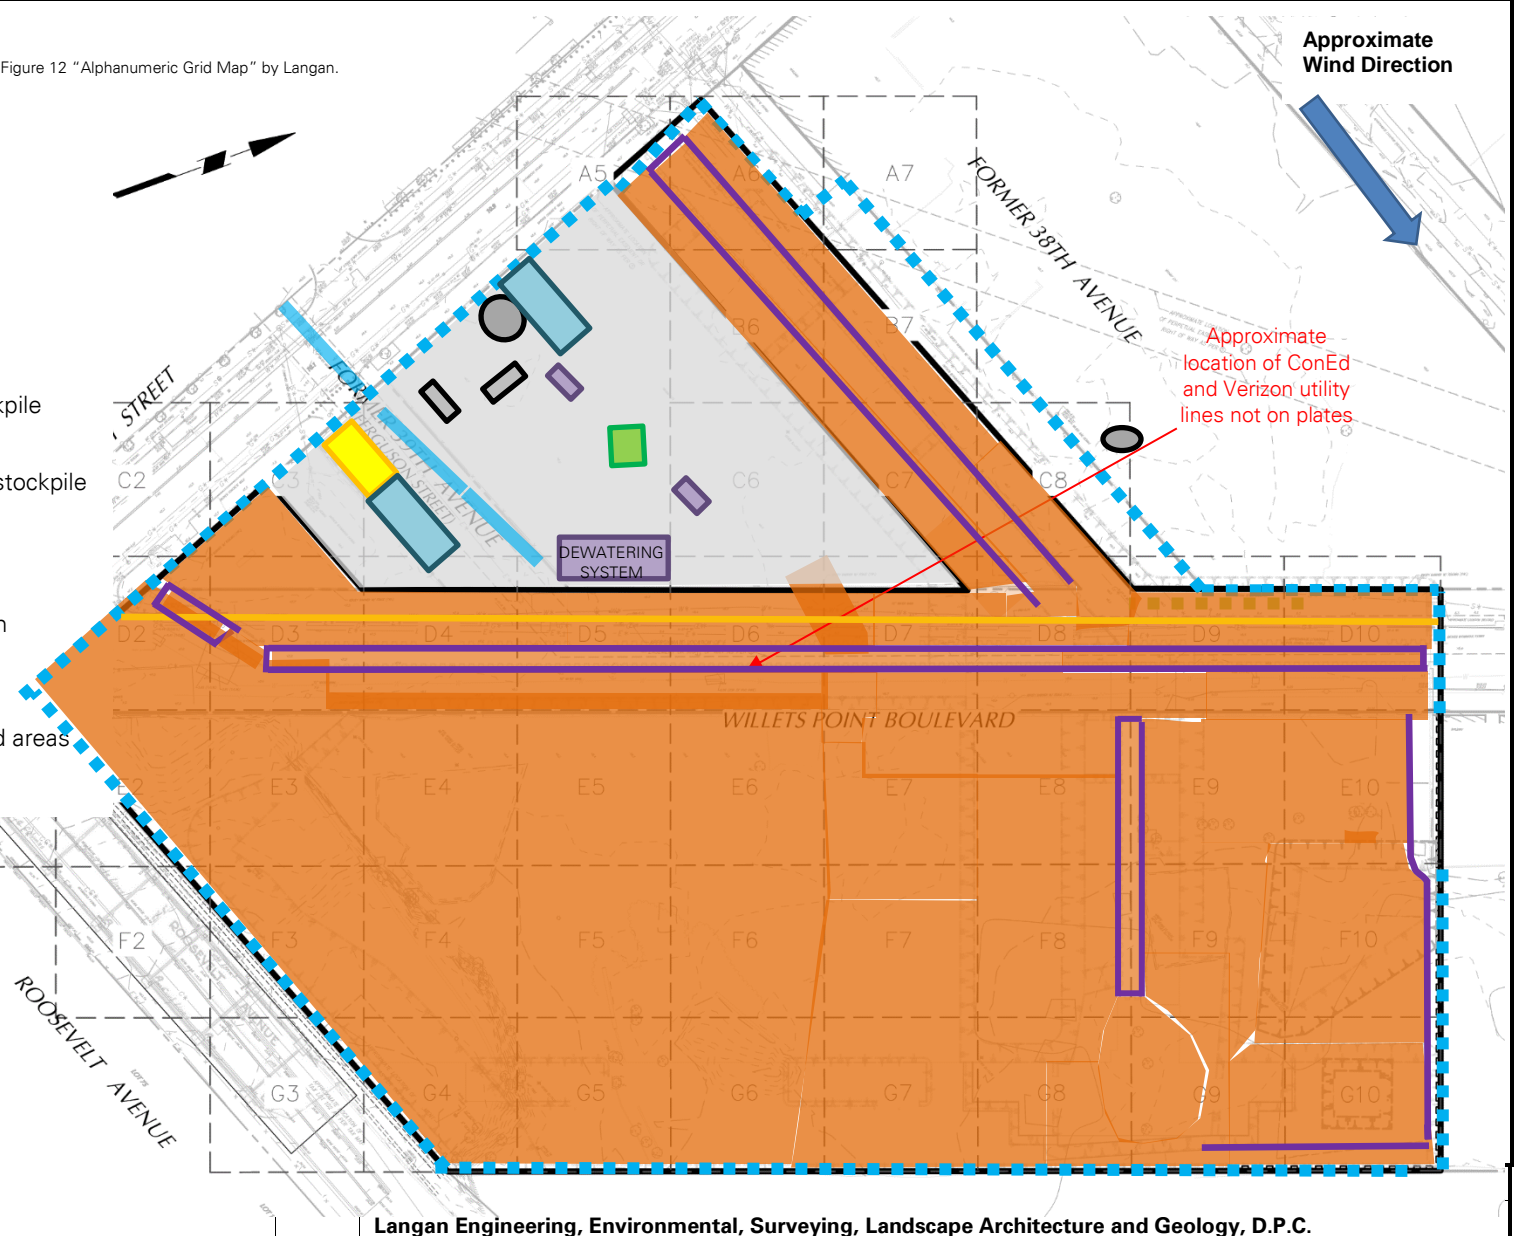 Approximate
Wind Direction
Figure 12 “Alphanumeric Grid Map” by Langan.
A5
A6
A7
FORMER 38TH AVENUE
B6
B7
Approximate
location of ConEd
and Verizon utility
lines not on plates
STREET
kpile
stockpile
FORMER 39TH AVENUE
(FERGUSON STREET)
C2
C3
C6
C7
C8
DEWATERING
SYSTEM
n
D2
D3
D4
D5
D6
D7
D8
D9
D10
d areas
WILLETS POINT BOULEVARD
E2
E3
E4
E5
E6
E7
E8
E9
E10
F2
F3
F4
F5
F6
F7
F8
F9
F10
ROOSEVELT AVENUE
G3
G4
G5
G6
G7
G8
G9
G10
Langan Engineering, Environmental, Surveying, Landscape Architecture and Geology, D.P.C.